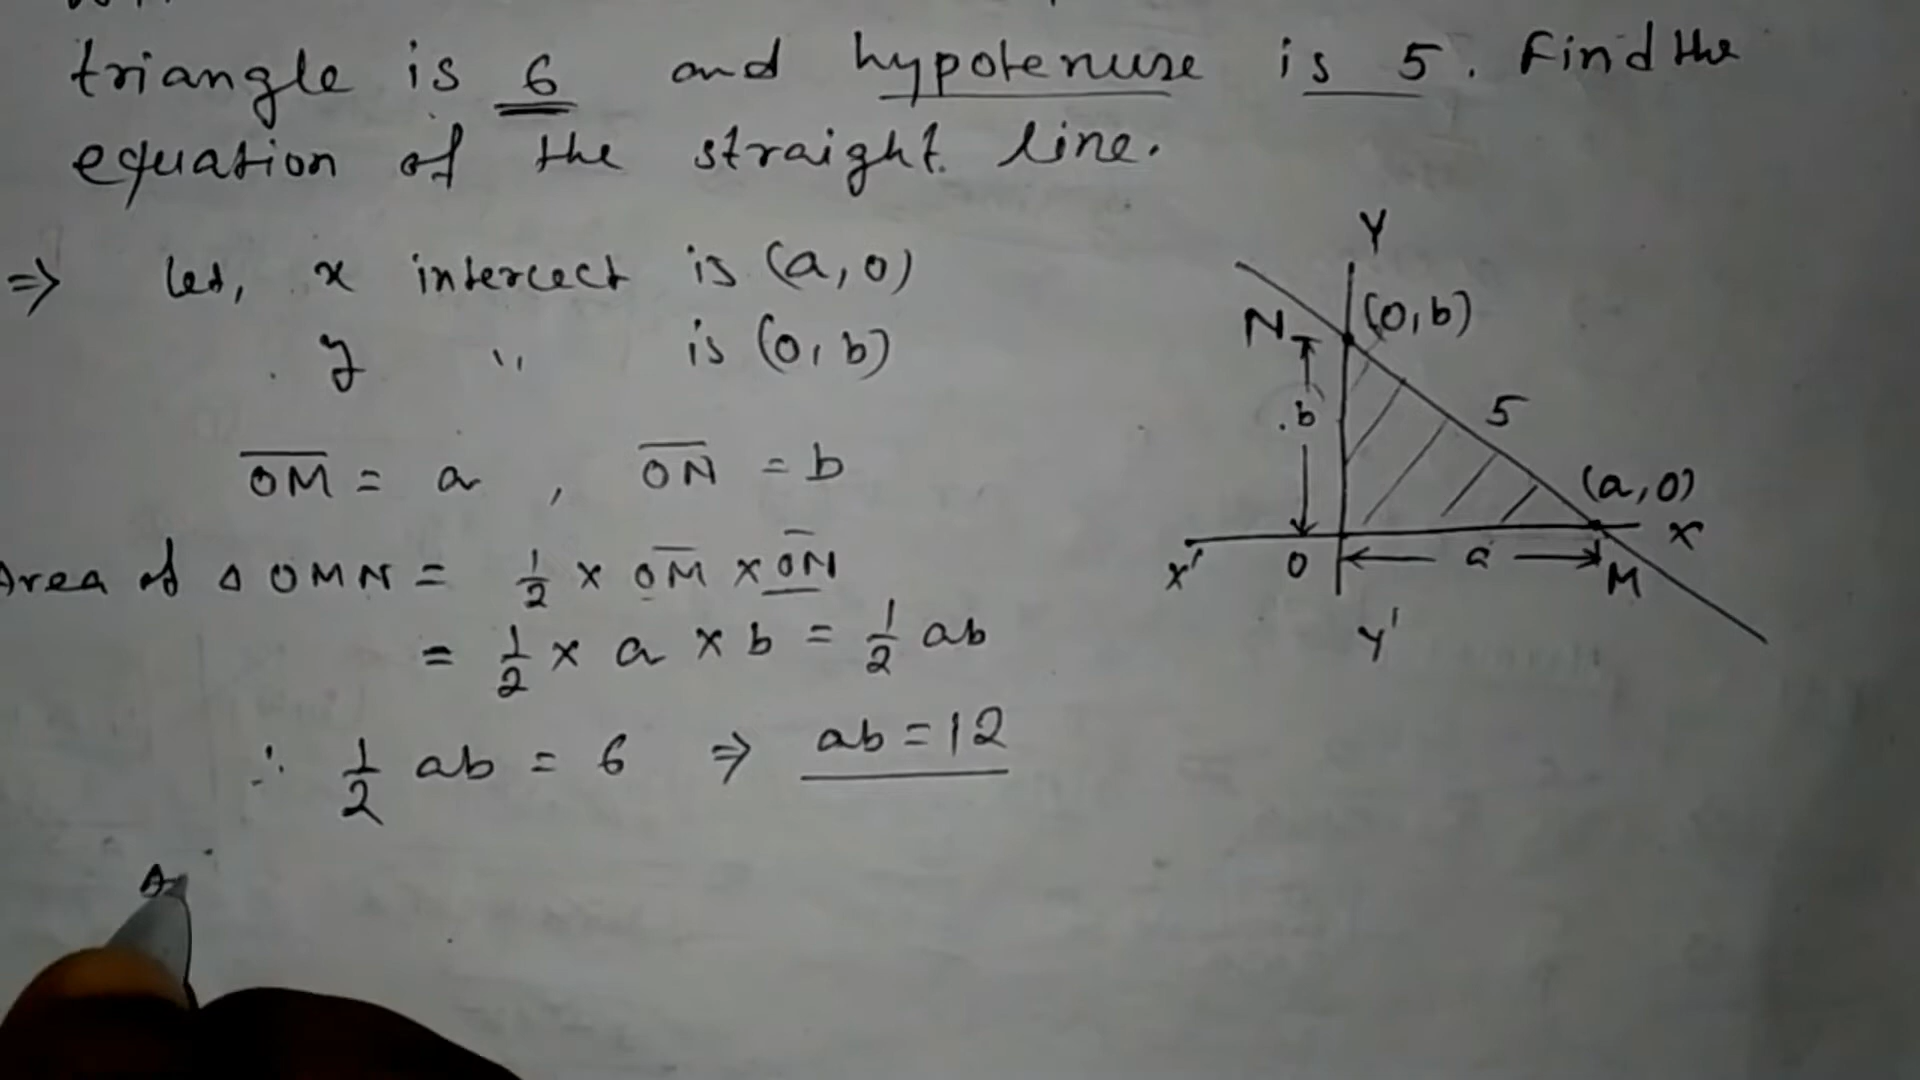 triangle is 6 and hypotenuse is 5. Find the
equation of the straight line.
⇒ Let, x intercect is (a,0)
y " is (0,b)
OM = a, ON = b
Area of Δ OMN = 1/2 × OM × ON
= 1/2 × a × b = 1/2 ab
∴ 1/2 ab = 6 ⇒ ab = 12
A
Y
N (0,b)
b
5
(a,0)
X' O a M X
Y'